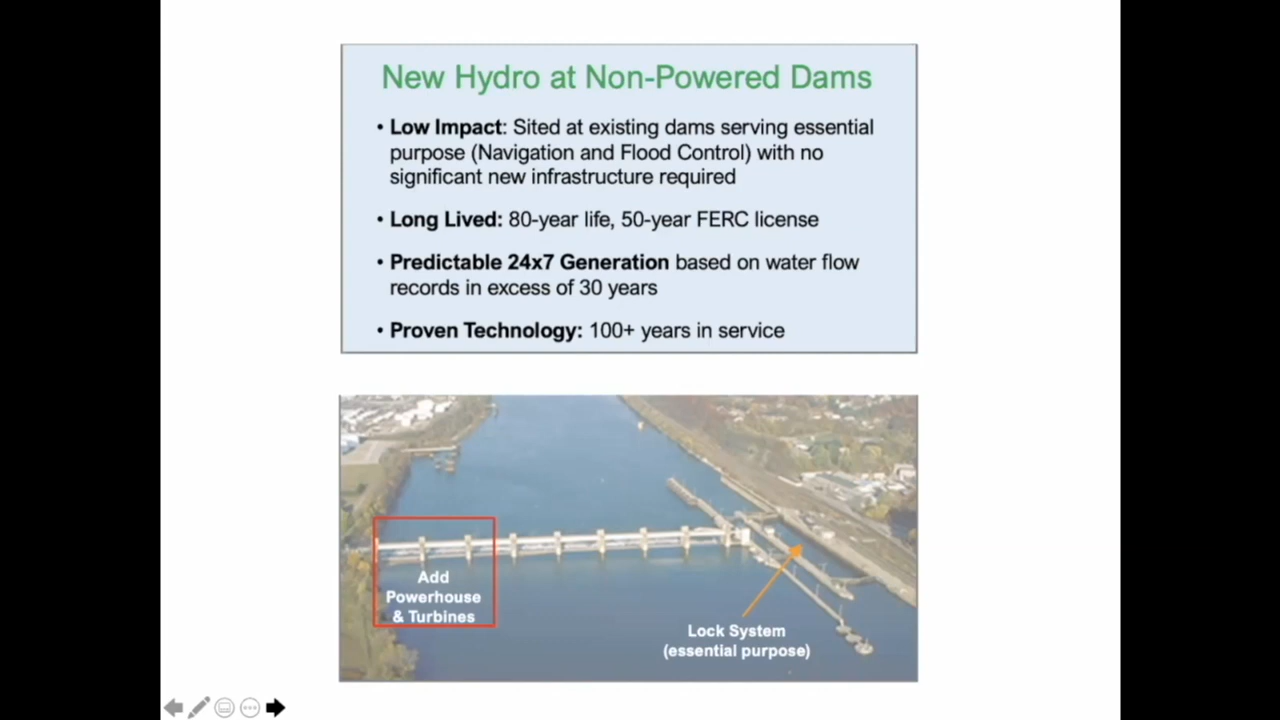 New Hydro at Non-Powered Dams
• Low Impact: Sited at existing dams serving essential
purpose (Navigation and Flood Control) with no
significant new infrastructure required
• Long Lived: 80-year life, 50-year FERC license
• Predictable 24x7 Generation based on water flow
records in excess of 30 years
• Proven Technology: 100+ years in service
Add
Powerhouse
& Turbines
Lock System
(essential purpose)